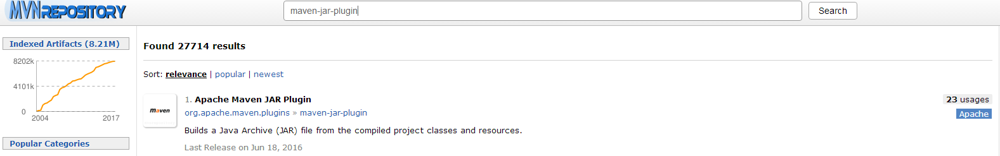 MVNREPOSITORY
maven-jar-plugin
Search
Indexed Artifacts (8.21M)
8202k
4101k
0
2004
2017
Popular Categories
Found 27714 results
Sort: relevance | popular | newest
maven
1. Apache Maven JAR Plugin
23 usages
org.apache.maven.plugins » maven-jar-plugin
Apache
Builds a Java Archive (JAR) file from the compiled project classes and resources.
Last Release on Jun 18, 2016